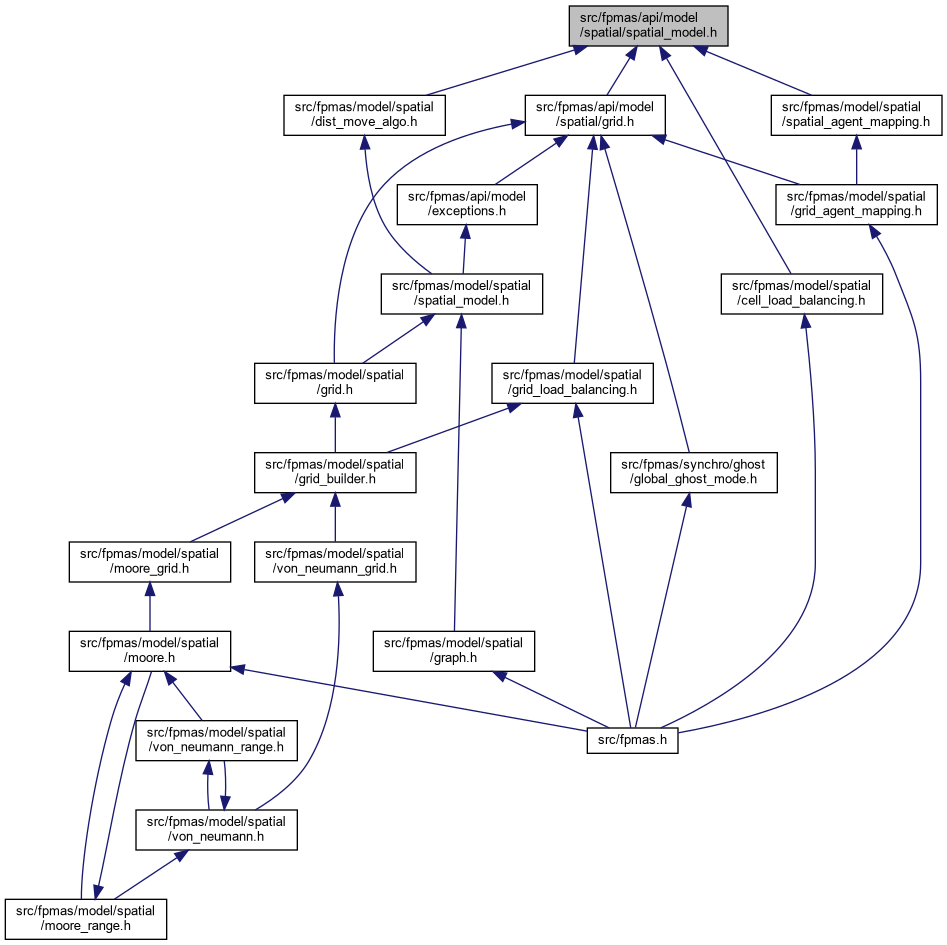 src/fpmas/api/model
/spatial/spatial_model.h
src/fpmas/model/spatial
/dist_move_algo.h
src/fpmas/api/model
/spatial/grid.h
src/fpmas/model/spatial
/spatial_agent_mapping.h
src/fpmas/api/model
/exceptions.h
src/fpmas/model/spatial
/grid_agent_mapping.h
src/fpmas/model/spatial
/spatial_model.h
src/fpmas/model/spatial
/cell_load_balancing.h
src/fpmas/model/spatial
/grid.h
src/fpmas/model/spatial
/grid_load_balancing.h
src/fpmas/model/spatial
/grid_builder.h
src/fpmas/synchro/ghost
/global_ghost_mode.h
src/fpmas/model/spatial
/moore_grid.h
src/fpmas/model/spatial
/von_neumann_grid.h
src/fpmas/model/spatial
/moore.h
src/fpmas/model/spatial
/graph.h
src/fpmas/model/spatial
/von_neumann_range.h
src/fpmas.h
src/fpmas/model/spatial
/von_neumann.h
src/fpmas/model/spatial
/moore_range.h